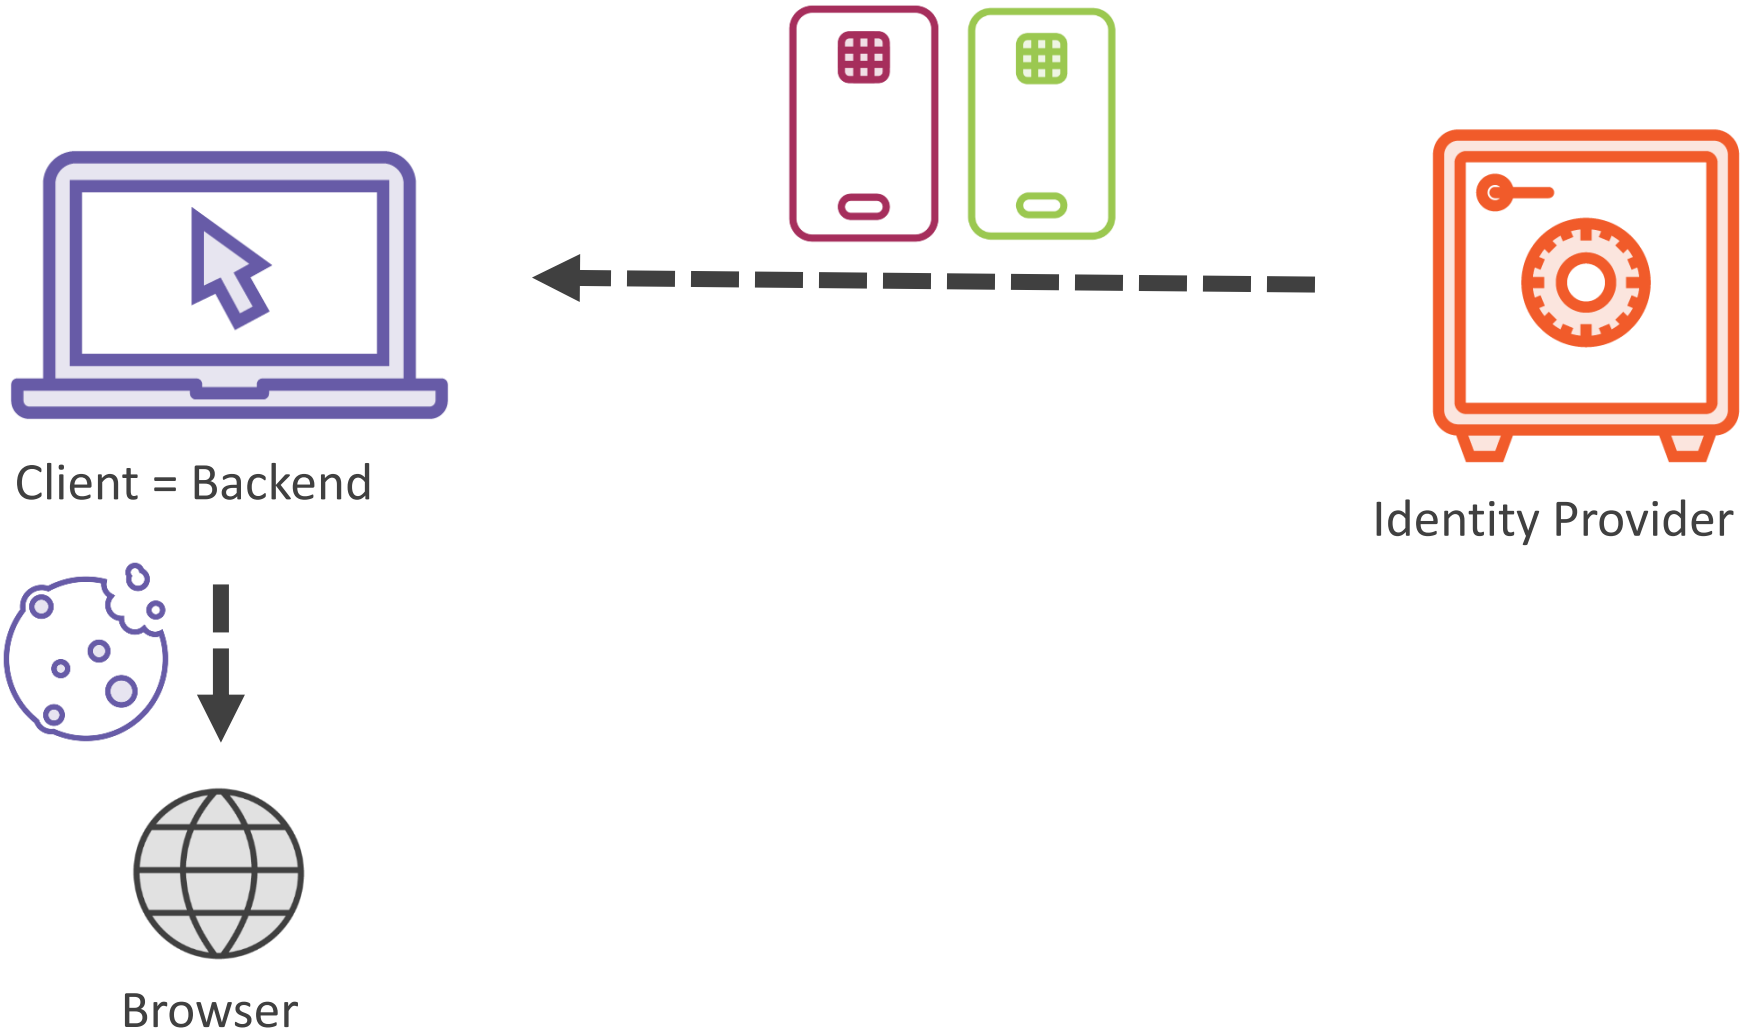 Client = Backend
Identity Provider
Browser